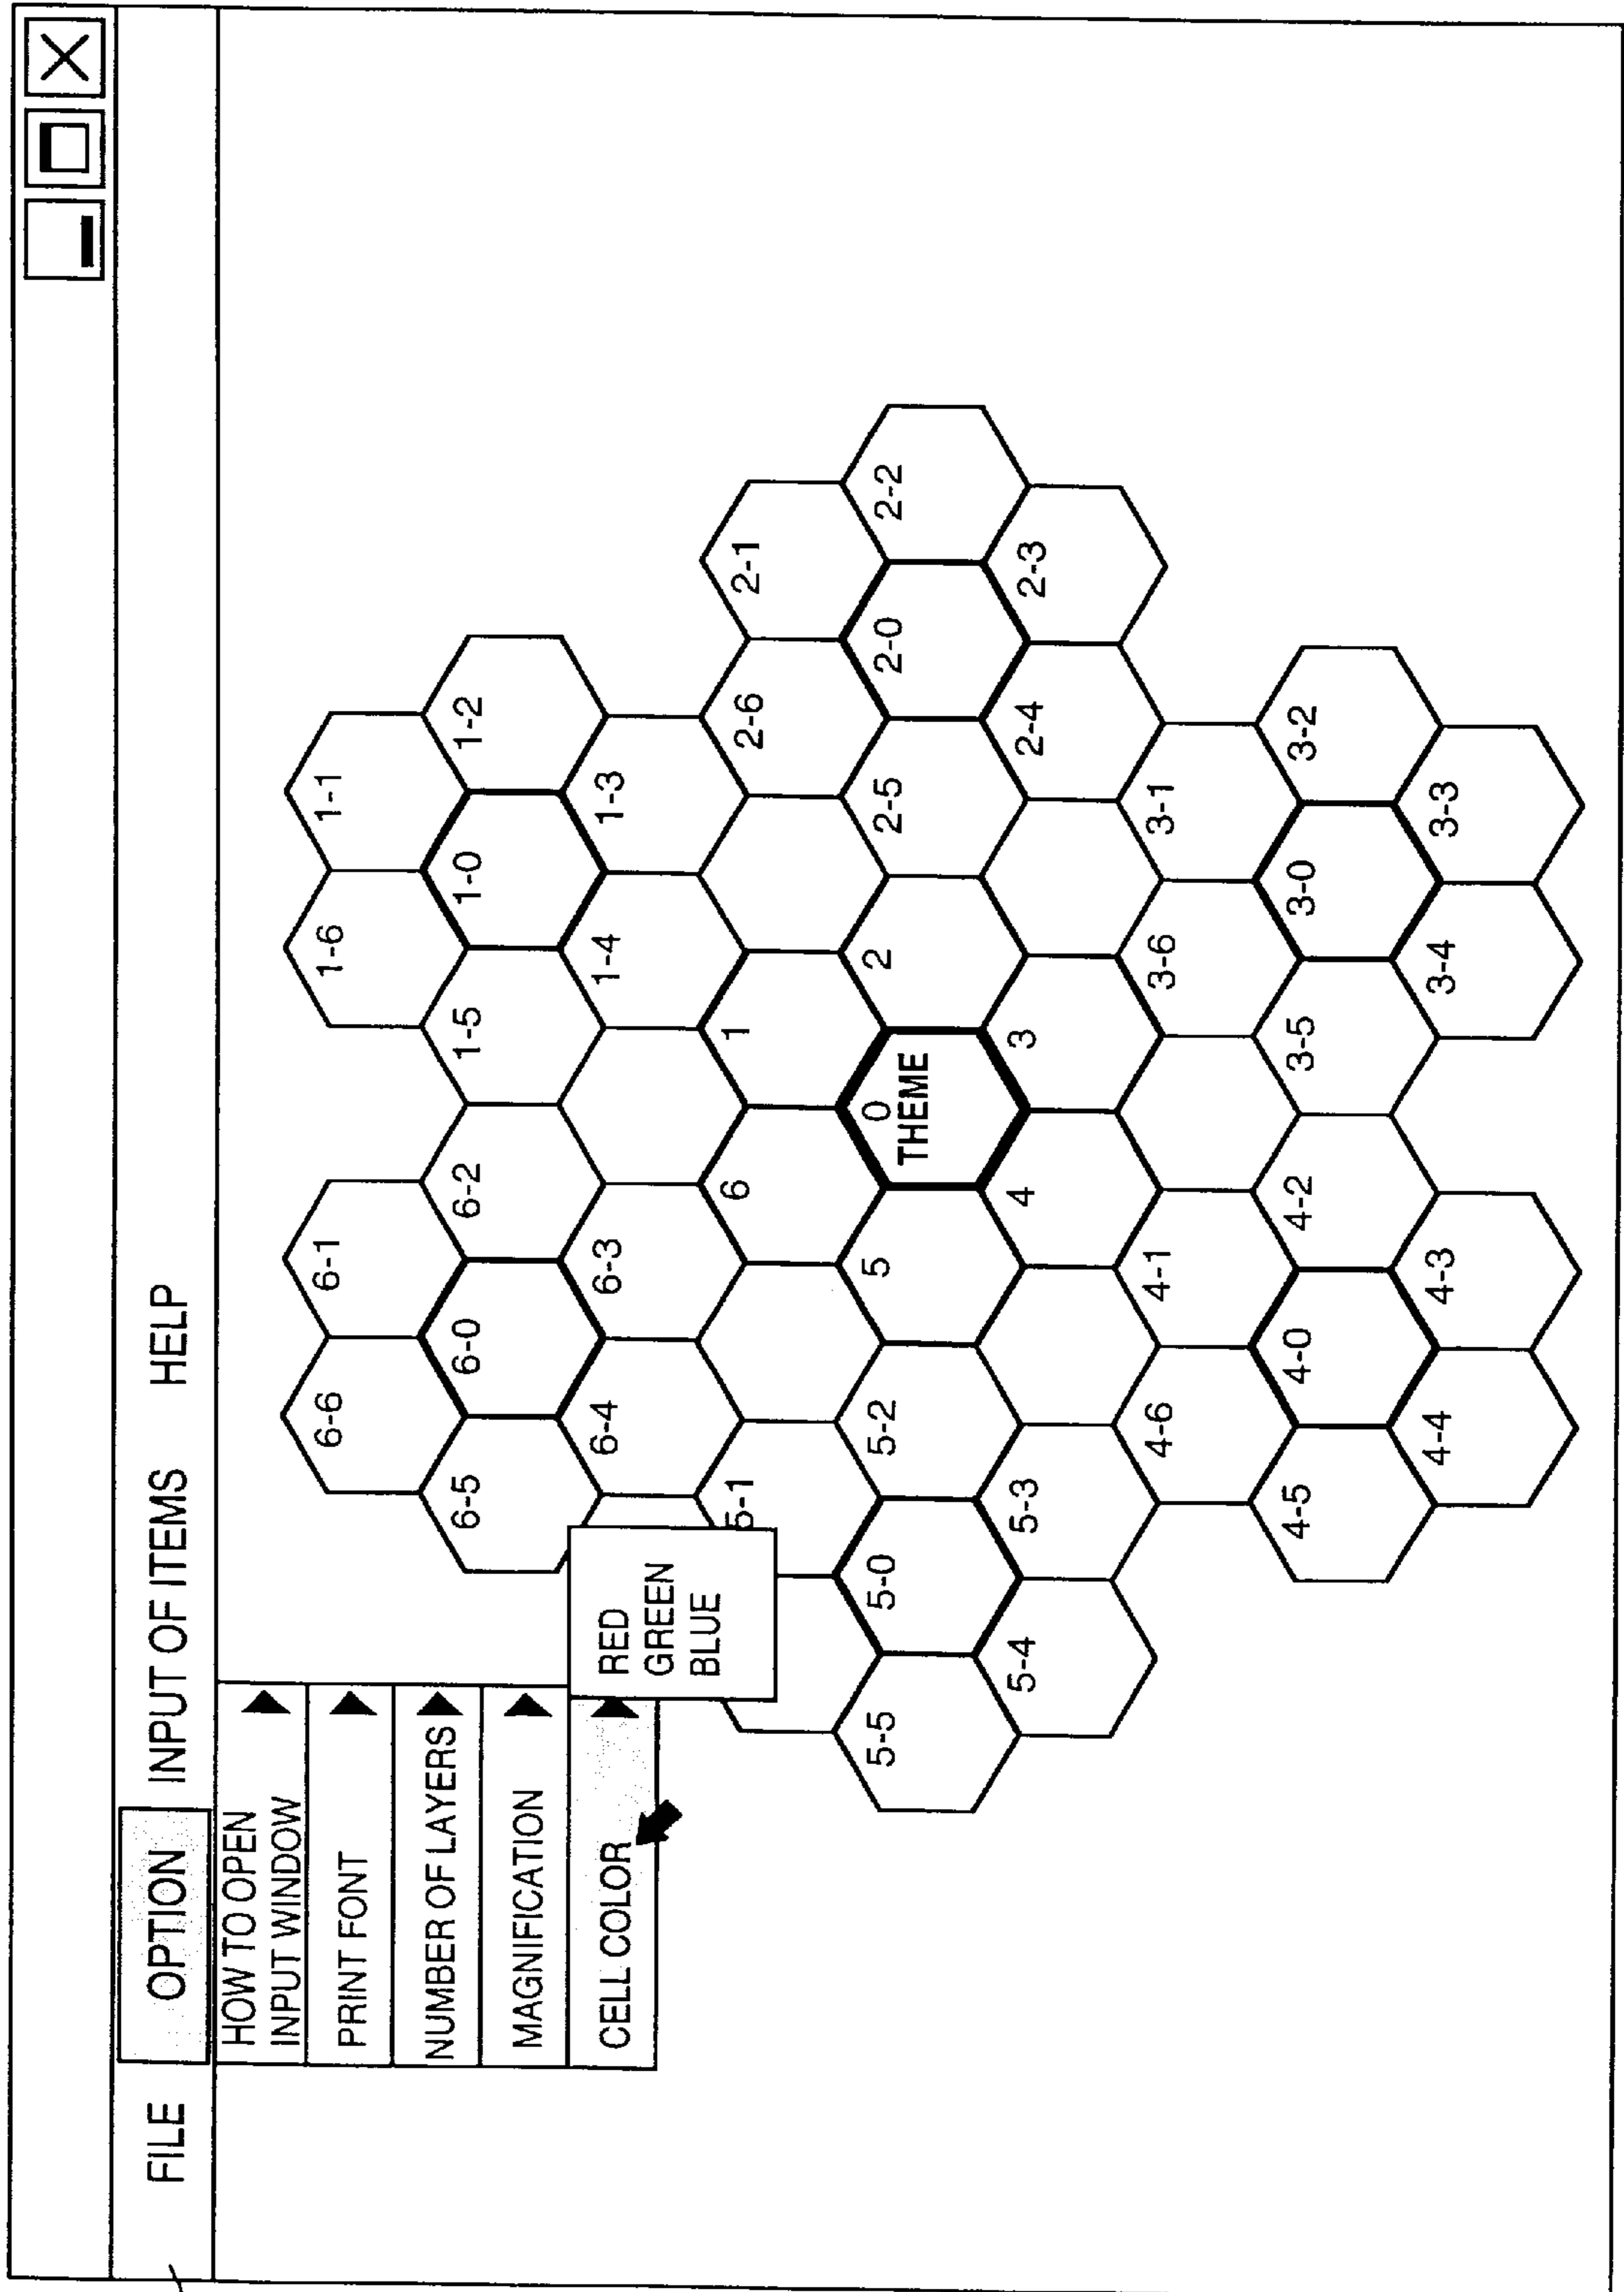 FILE OPTION INPUT OF ITEMS HELP
HOW TO OPEN
INPUT WINDOW
PRINT FONT
NUMBER OF LAYERS
MAGNIFICATION
CELL COLOR
RED
GREEN
BLUE
6-6 6-1 1-6 1-1
6-5 6-0 6-2 1-5 1-0 1-2
6-4 6-3 1-4 1-3
5-1 6 1 2-6 2-1
5-5 5-0 5-2 5 0 2 2-5 2-0 2-2
THEME
5-4 5-3 4 3 2-4 2-3
4-6 4-1 3-6 3-1
4-5 4-0 4-2 3-5 3-0 3-2
4-4 4-3 3-4 3-3